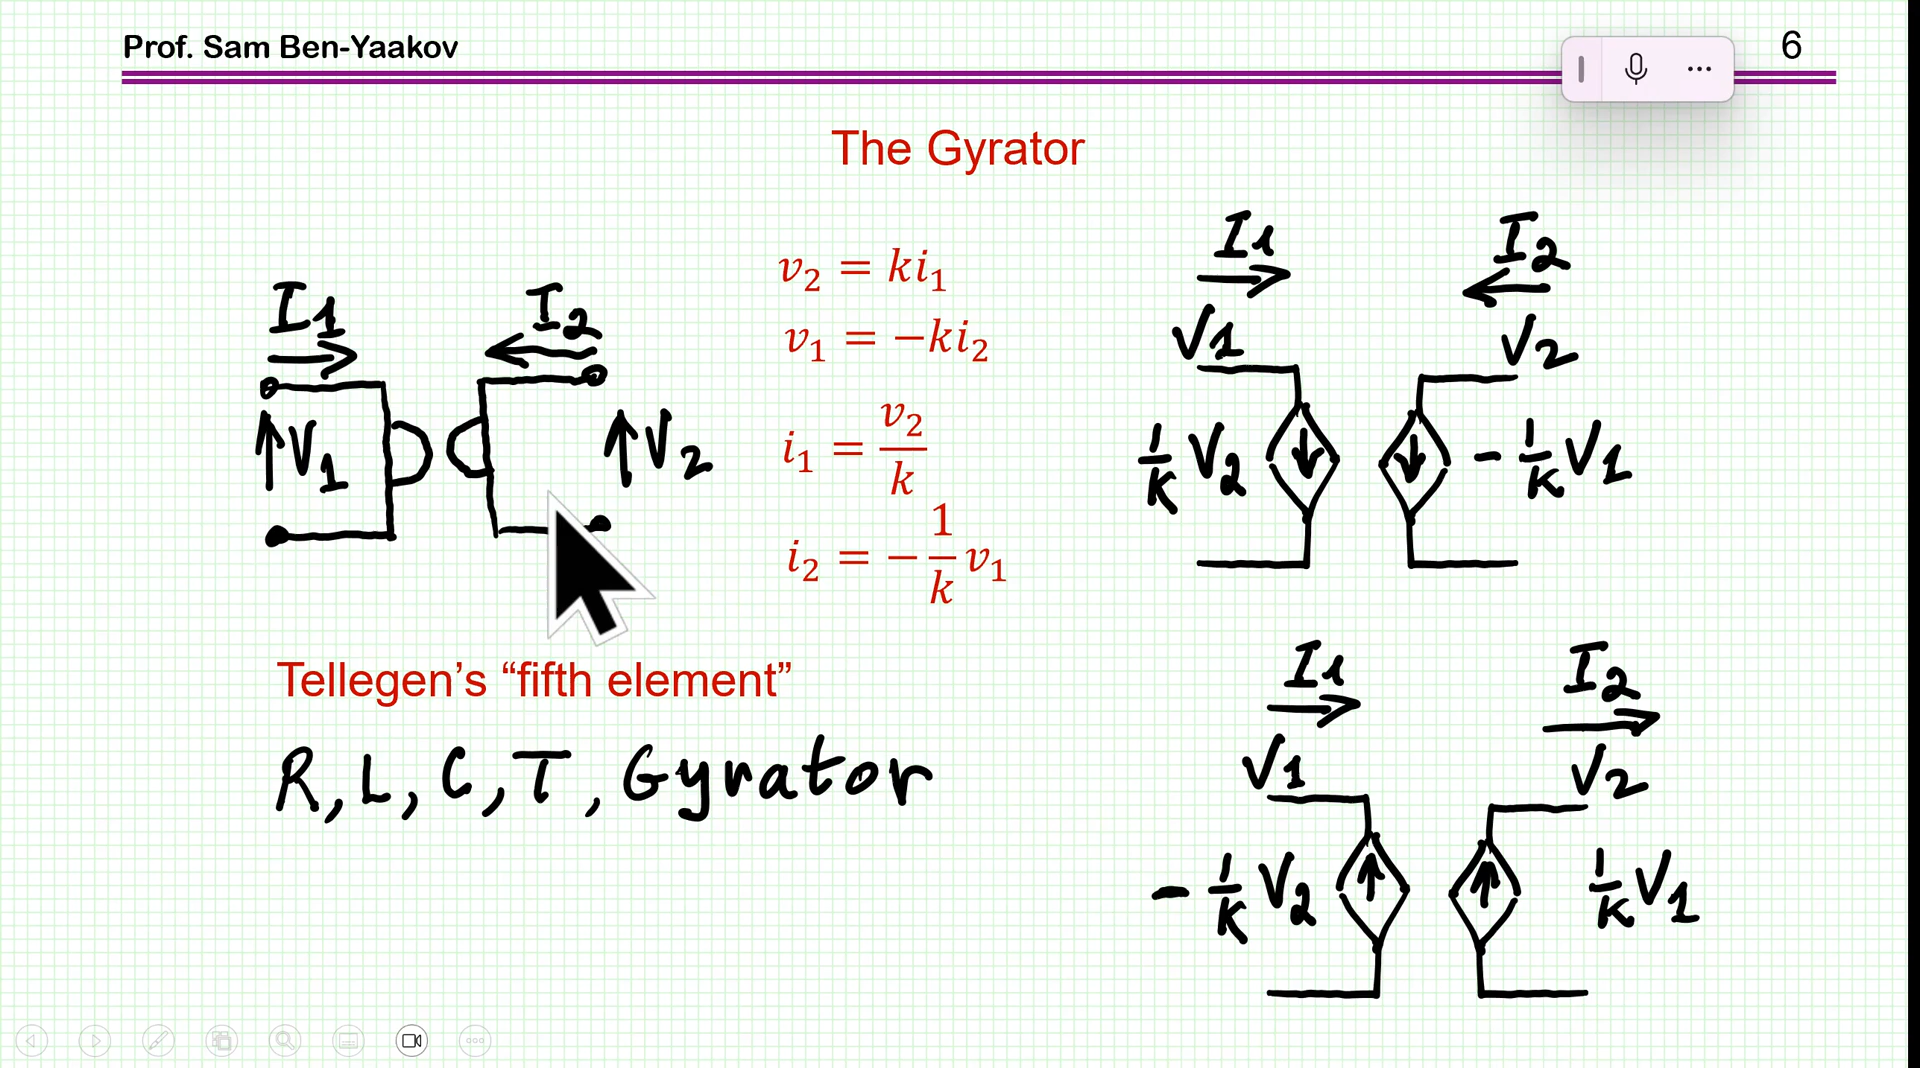 Prof. Sam Ben-Yaakov
6
The Gyrator
I1
I2
V1
V2
v₂ = ki₁
v₁ = −ki₂
i₁ = v₂/k
i₂ = −1/k v₁
I1
I2
V1
V2
1/K V2
-1/K V1
Tellegen's “fifth element”
R, L, C, T, Gyrator
I1
I2
V1
V2
-1/K V2
1/K V1